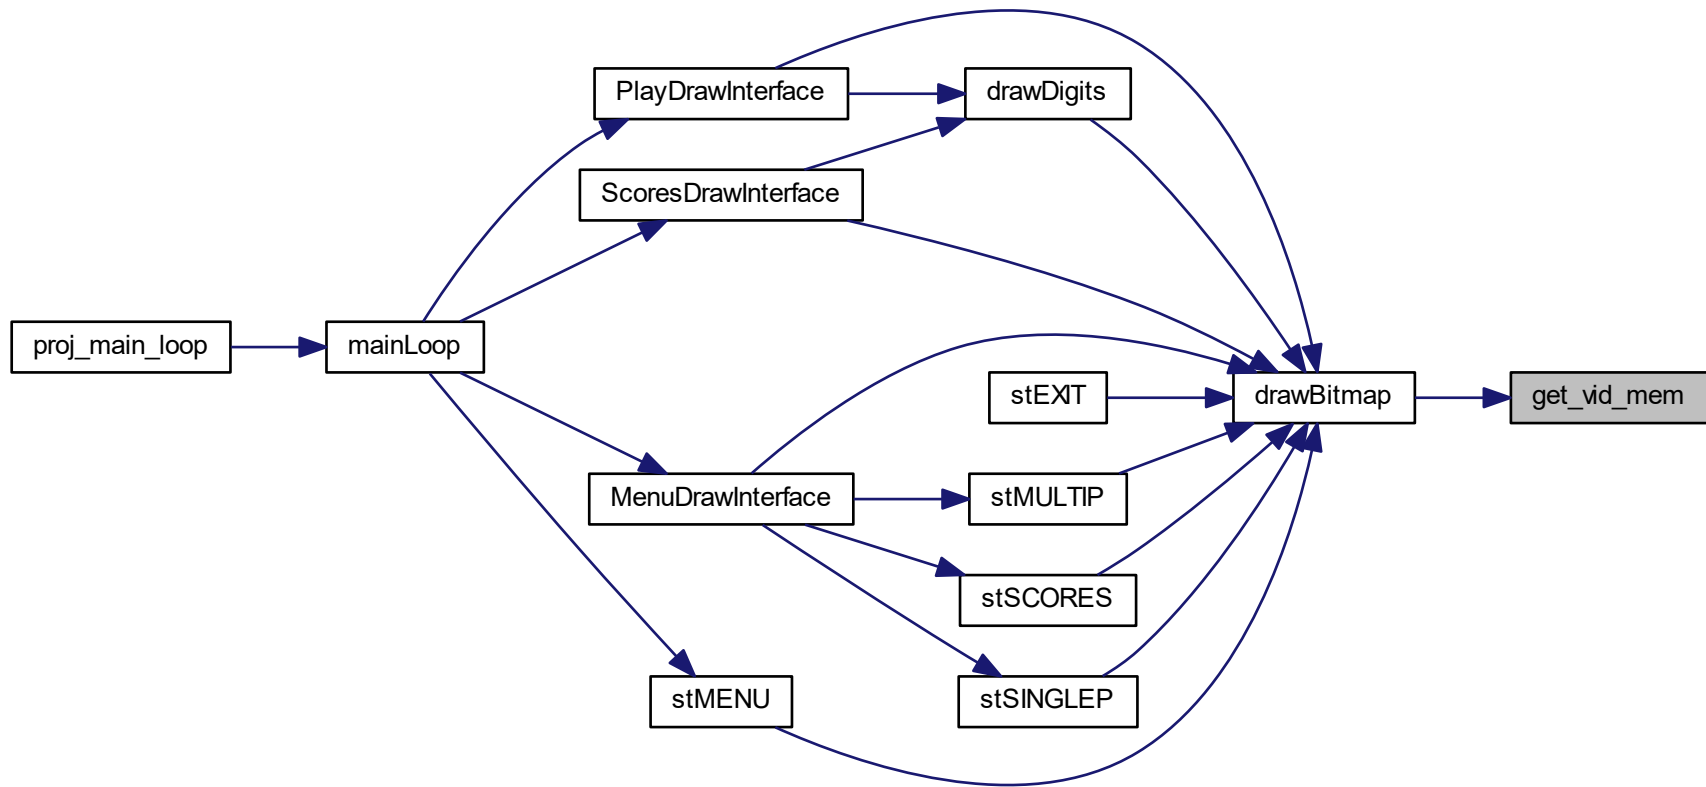 PlayDrawInterface
drawDigits
ScoresDrawInterface
proj_main_loop
mainLoop
stEXIT
drawBitmap
get_vid_mem
MenuDrawInterface
stMULTIP
stSCORES
stMENU
stSINGLEP